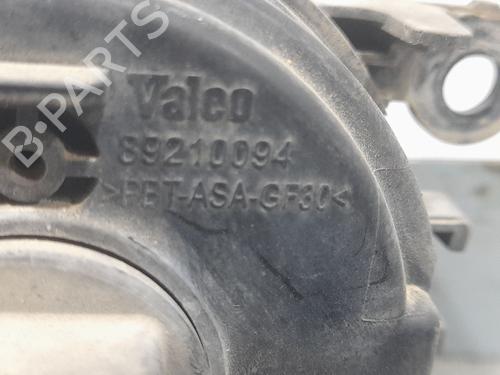 Valeo
89210094
>PBT-ASA-GF30<
B-PARTS